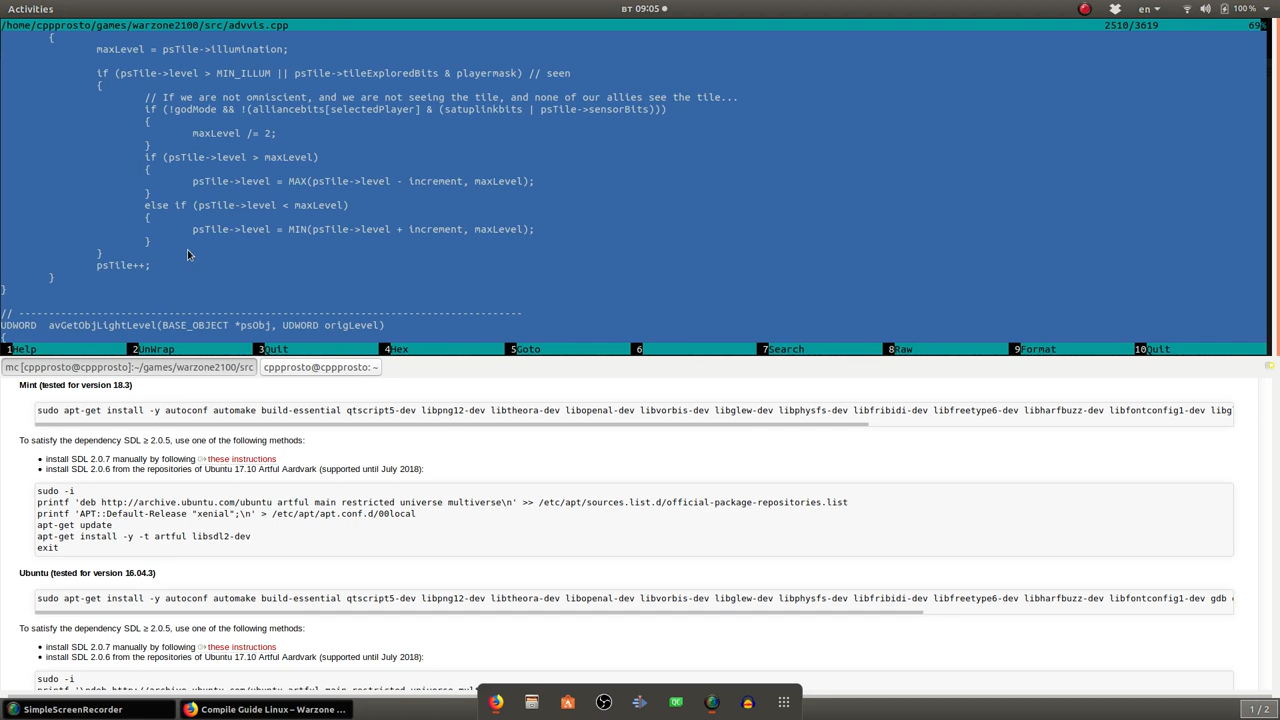 Activities
вт 09:05
en
100 %
/home/cppprosto/games/warzone2100/src/advvis.cpp 2510/3619 69%
{
maxLevel = psTile->illumination;
if (psTile->level > MIN_ILLUM || psTile->tileExploredBits & playermask) // seen
{
// If we are not omniscient, and we are not seeing the tile, and none of our allies see the tile...
if (!godMode && !(alliancebits[selectedPlayer] & (satuplinkbits | psTile->sensorBits)))
{
maxLevel /= 2;
}
if (psTile->level > maxLevel)
{
psTile->level = MAX(psTile->level - increment, maxLevel);
}
else if (psTile->level < maxLevel)
{
psTile->level = MIN(psTile->level + increment, maxLevel);
}
}
psTile++;
}
}
// ------------------------------------------------------------------------------------
UDWORD avGetObjLightLevel(BASE_OBJECT *psObj, UDWORD origLevel)
{
1Help 2UnWrap 3Quit 4Hex 5Goto 6 7Search 8Raw 9Format 10Quit
mc [cppprosto@cppprosto]:~/games/warzone2100/src cppprosto@cppprosto: ~
Mint (tested for version 18.3)
sudo apt-get install -y autoconf automake build-essential qtscript5-dev libpng12-dev libtheora-dev libopenal-dev libvorbis-dev libglew-dev libphysfs-dev libfribidi-dev libfreetype6-dev libharfbuzz-dev libfontconfig1-dev libg
To satisfy the dependency SDL ≥ 2.0.5, use one of the following methods:
• install SDL 2.0.7 manually by following these instructions
• install SDL 2.0.6 from the repositories of Ubuntu 17.10 Artful Aardvark (supported until July 2018):
sudo -i
printf 'deb http://archive.ubuntu.com/ubuntu artful main restricted universe multiverse\n' >> /etc/apt/sources.list.d/official-package-repositories.list
printf 'APT::Default-Release "xenial";\n' > /etc/apt/apt.conf.d/00local
apt-get update
apt-get install -y -t artful libsdl2-dev
exit
Ubuntu (tested for version 16.04.3)
sudo apt-get install -y autoconf automake build-essential qtscript5-dev libpng12-dev libtheora-dev libopenal-dev libvorbis-dev libglew-dev libphysfs-dev libfribidi-dev libfreetype6-dev libharfbuzz-dev libfontconfig1-dev gdb
To satisfy the dependency SDL ≥ 2.0.5, use one of the following methods:
• install SDL 2.0.7 manually by following these instructions
• install SDL 2.0.6 from the repositories of Ubuntu 17.10 Artful Aardvark (supported until July 2018):
sudo -i
SimpleScreenRecorder
Compile Guide Linux – Warzone ...
1 / 2